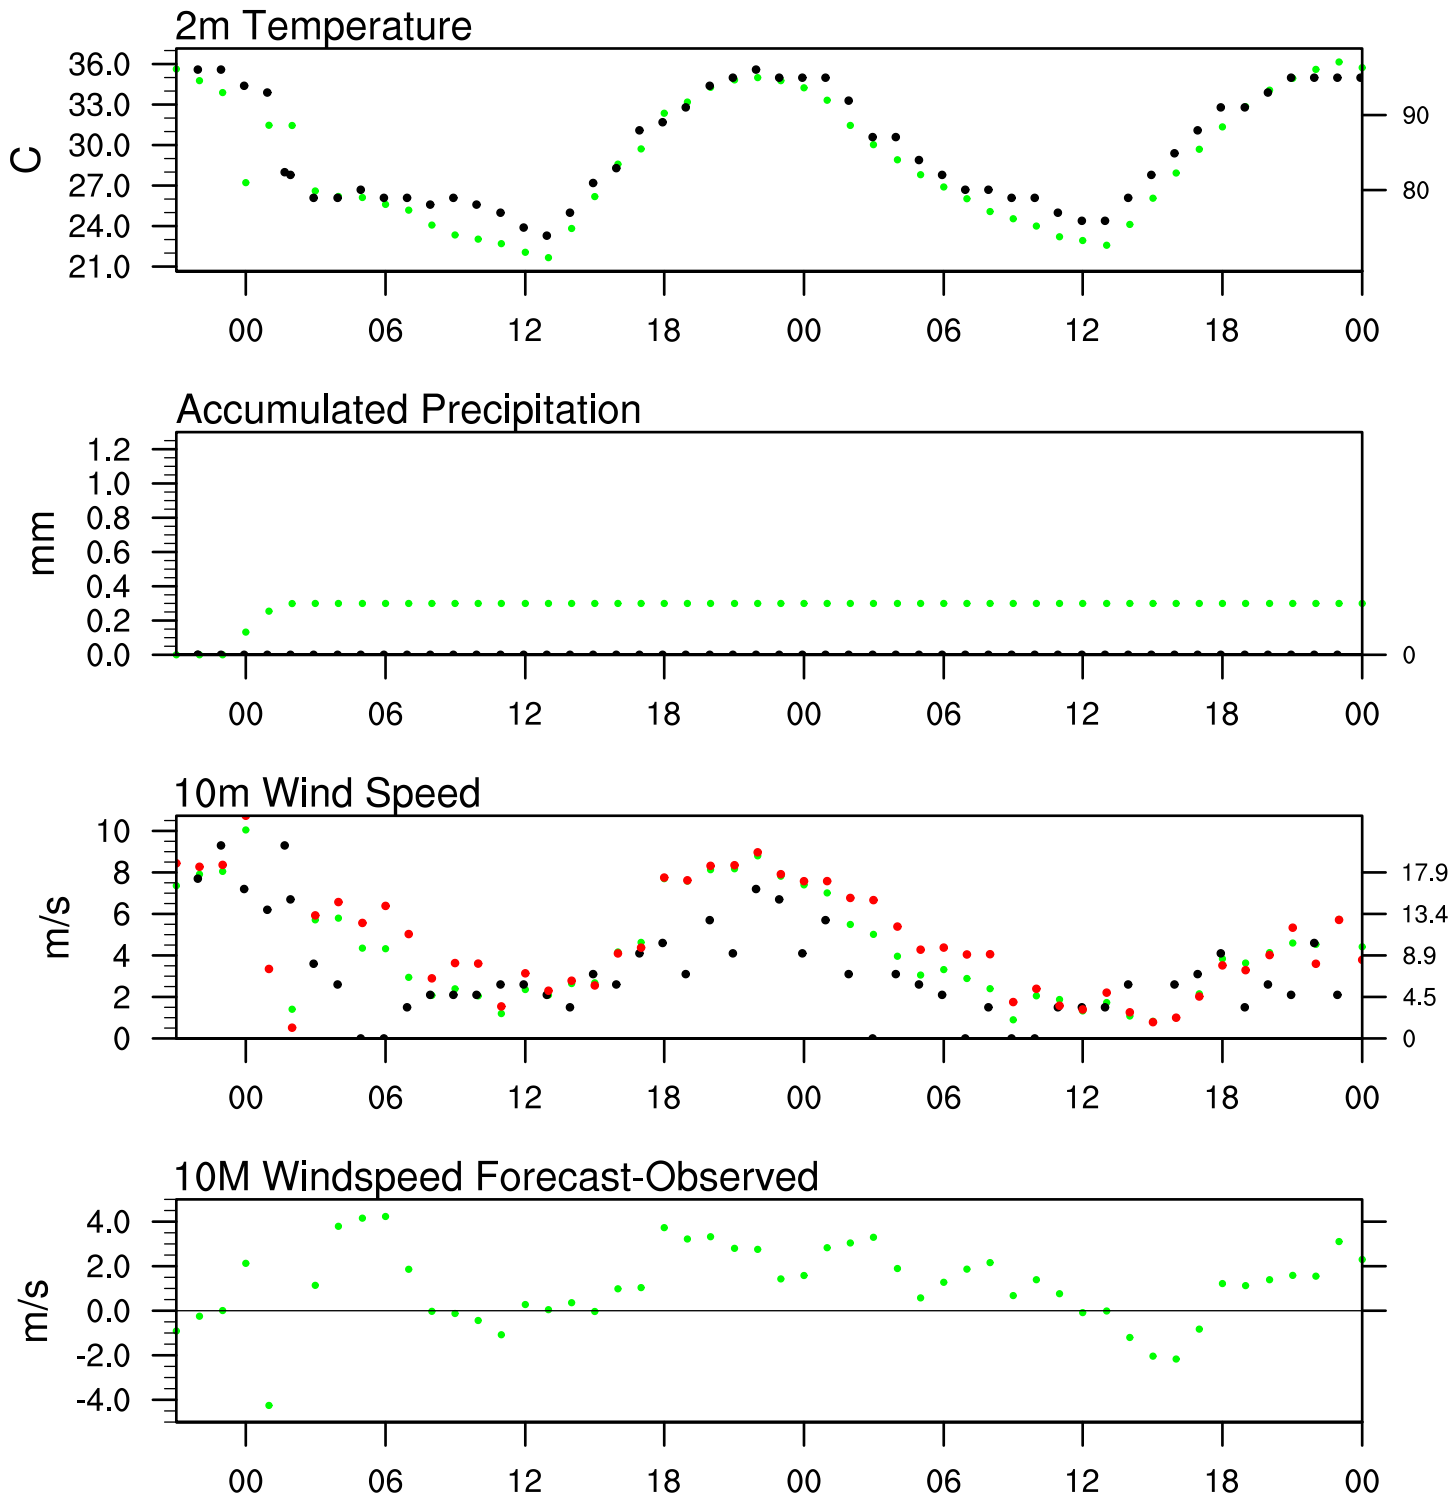 2m Temperature
36.0
33.0
30.0
27.0
24.0
21.0
C
90
80
00 06 12 18 00 06 12 18 00
Accumulated Precipitation
1.2
1.0
0.8
0.6
0.4
0.2
0.0
mm
0
00 06 12 18 00 06 12 18 00
10m Wind Speed
10
8
6
4
2
0
m/s
17.9
13.4
8.9
4.5
0
00 06 12 18 00 06 12 18 00
10M Windspeed Forecast-Observed
4.0
2.0
0.0
-2.0
-4.0
m/s
00 06 12 18 00 06 12 18 00